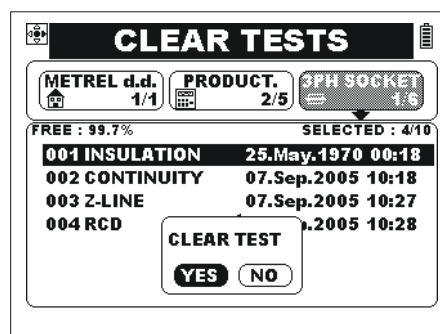 CLEAR TESTS
METREL d.d. PRODUCT. 3PH SOCKET
1/1 2/5 1/6
FREE : 99.7% SELECTED : 4/10
001 INSULATION 25.May.1970 00:18
002 CONTINUITY 07.Sep.2005 10:18
003 Z-LINE 07.Sep.2005 10:27
004 RCD .2005 10:28
CLEAR TEST
YES NO